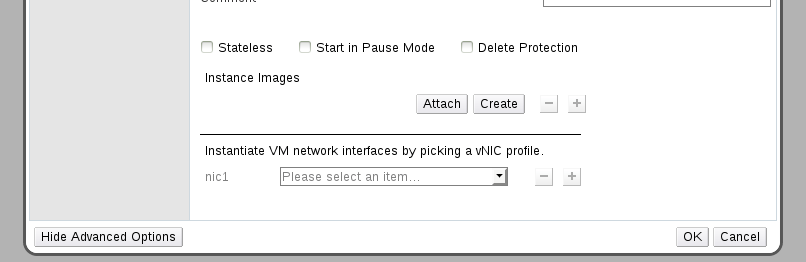 Stateless Start in Pause Mode Delete Protection
Instance Images
Attach Create − +
Instantiate VM network interfaces by picking a vNIC profile.
nic1 Please select an item... − +
Hide Advanced Options OK Cancel